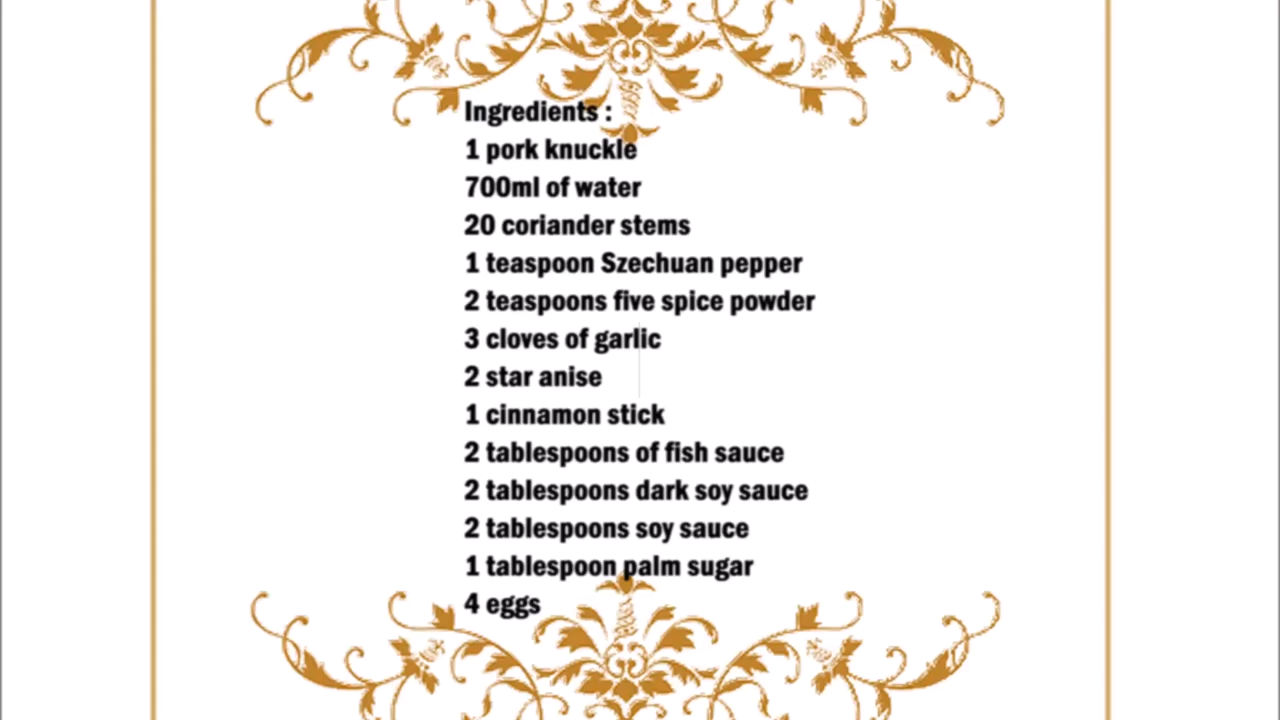 Ingredients :
1 pork knuckle
700ml of water
20 coriander stems
1 teaspoon Szechuan pepper
2 teaspoons five spice powder
3 cloves of garlic
2 star anise
1 cinnamon stick
2 tablespoons of fish sauce
2 tablespoons dark soy sauce
2 tablespoons soy sauce
1 tablespoon palm sugar
4 eggs